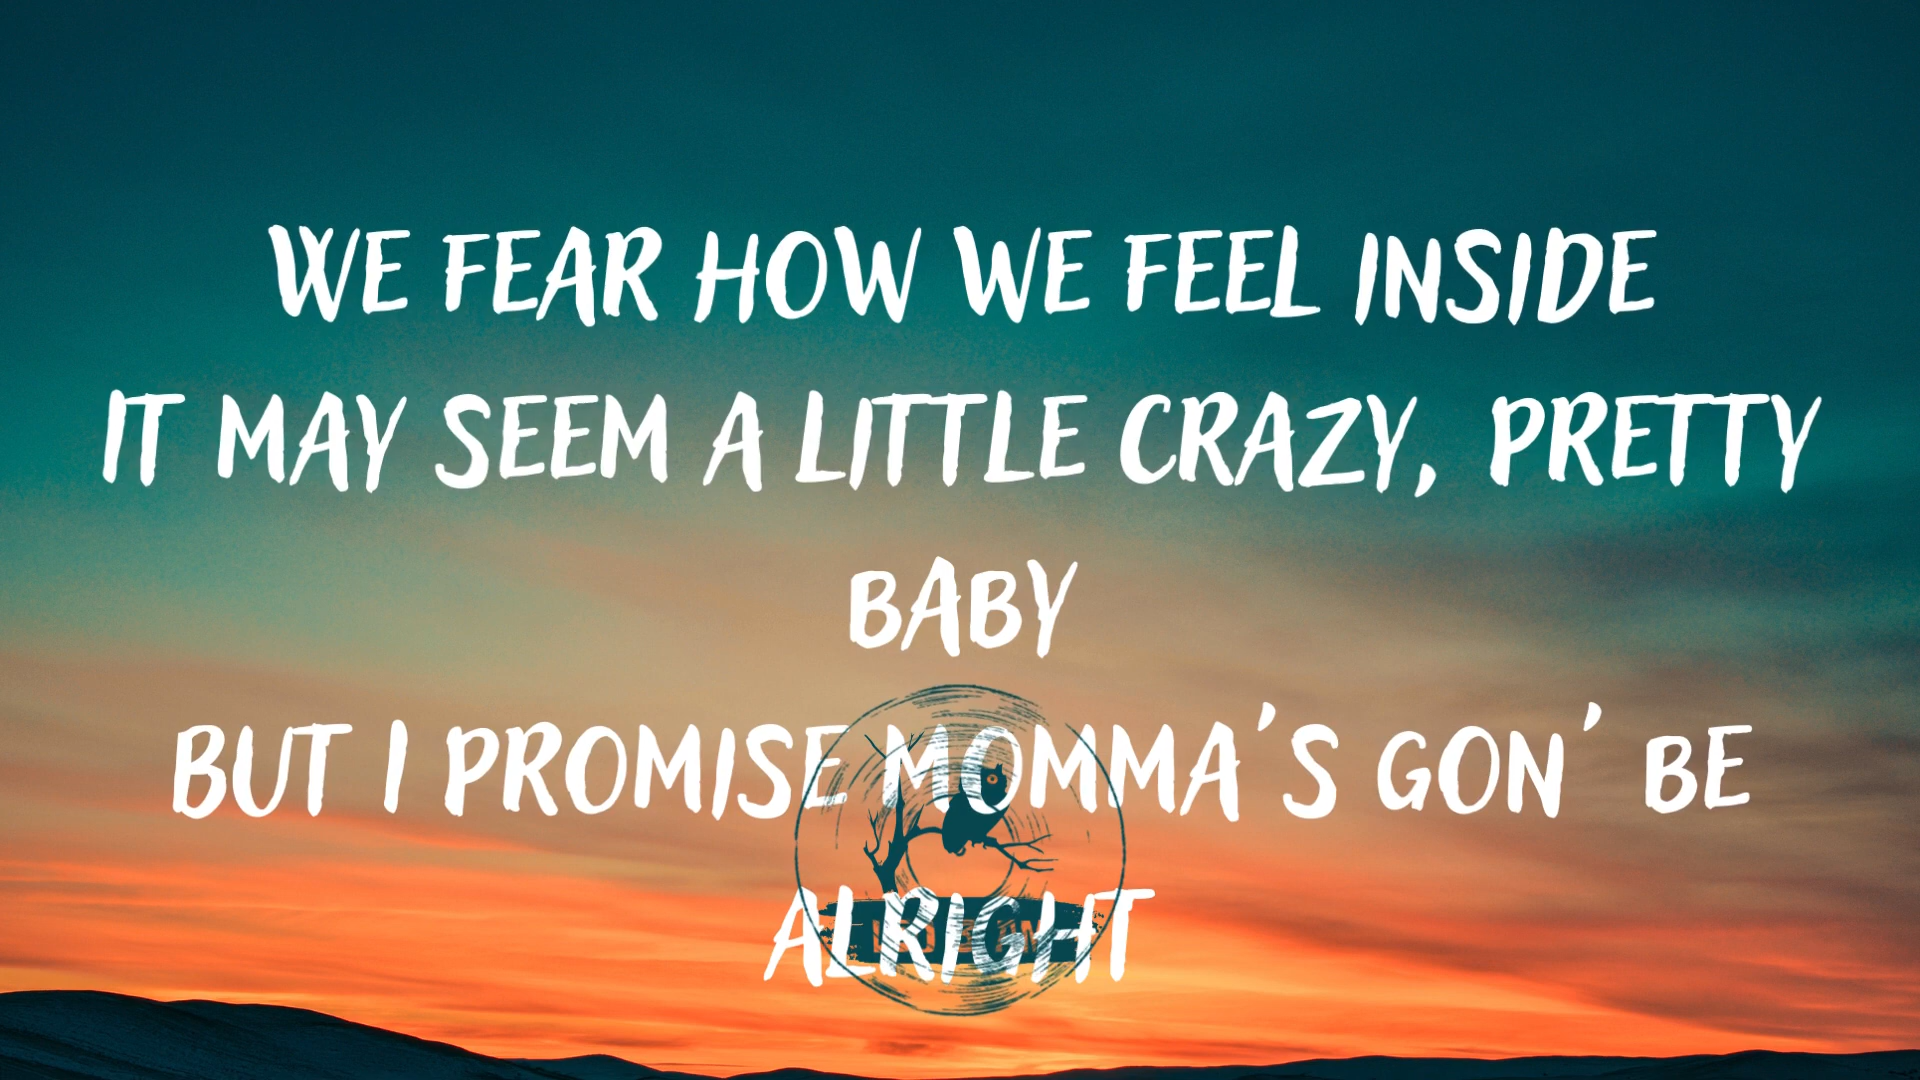 WE FEAR HOW WE FEEL INSIDE
IT MAY SEEM A LITTLE CRAZY, PRETTY
BABY
BUT I PROMISE MOMMA'S GON' BE
ALRIGHT